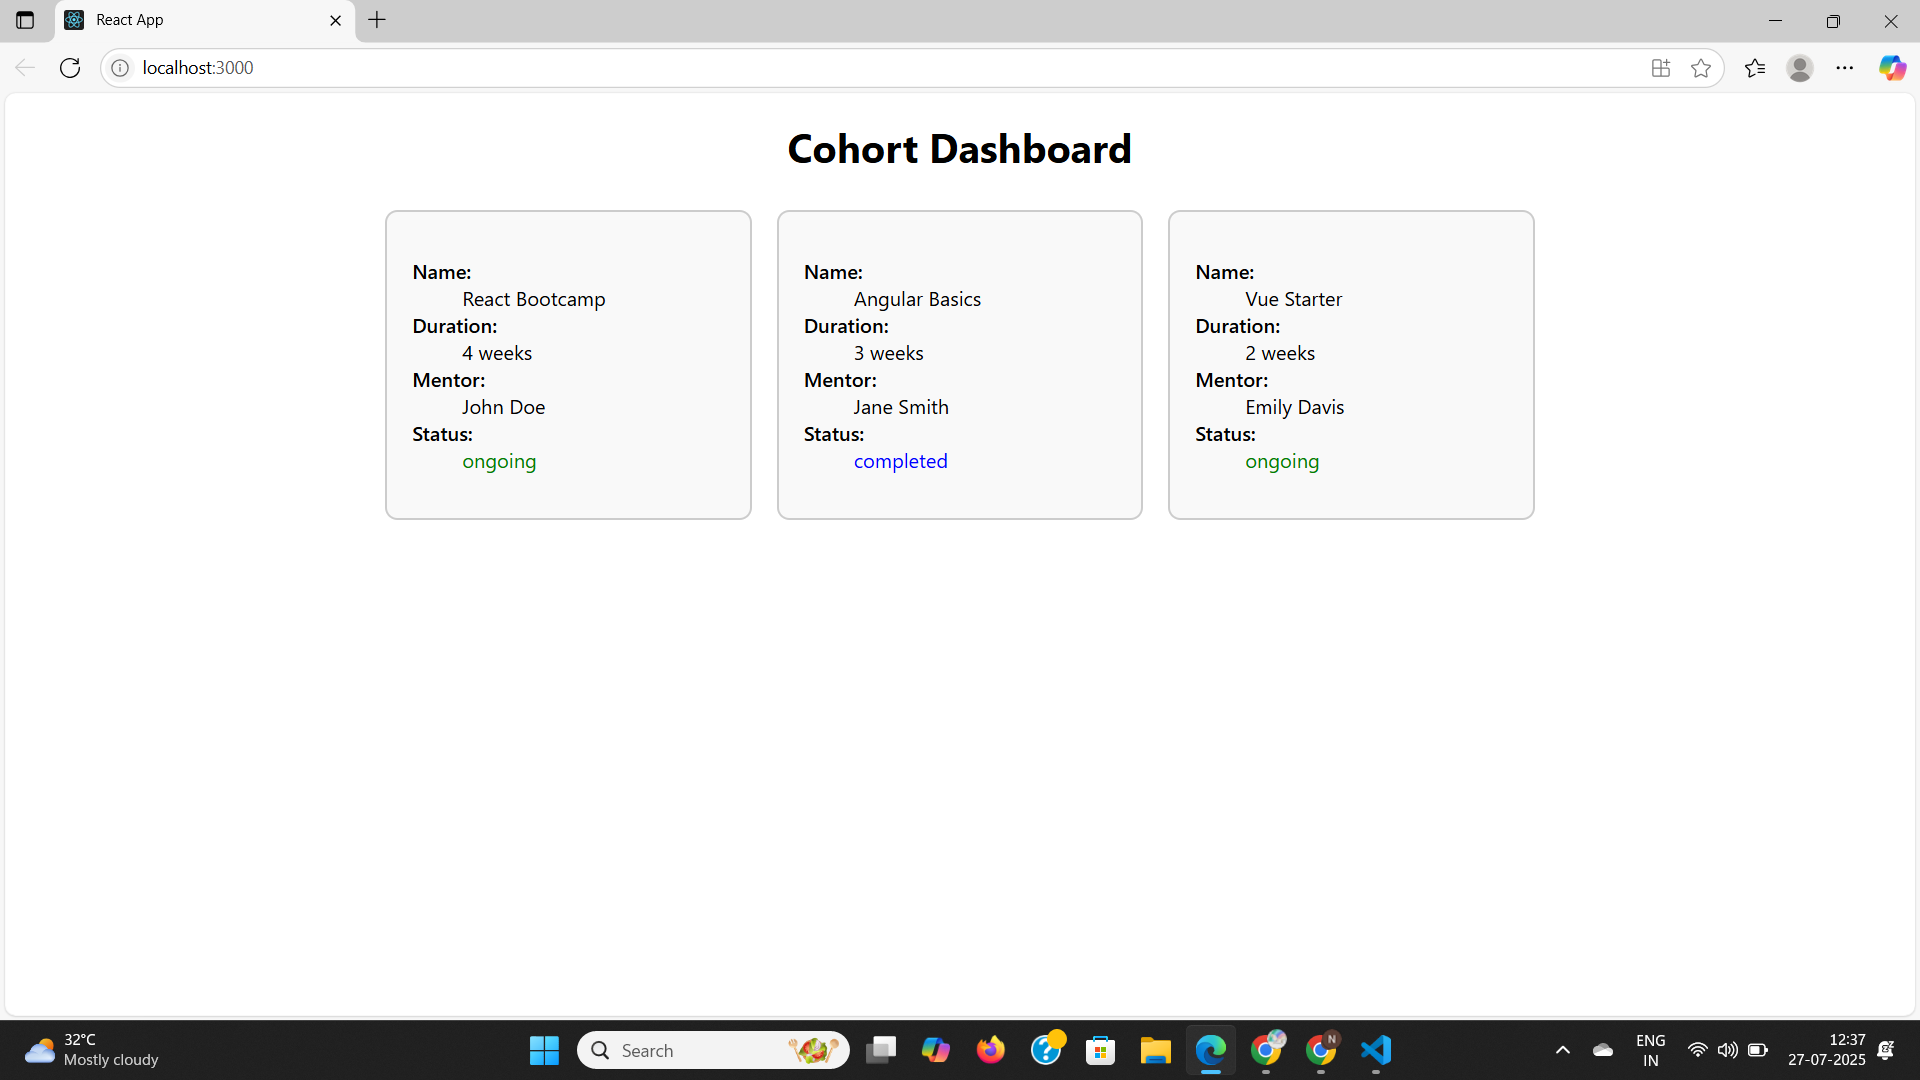 React App
localhost:3000
Cohort Dashboard
Name:
React Bootcamp
Duration:
4 weeks
Mentor:
John Doe
Status:
ongoing
Name:
Angular Basics
Duration:
3 weeks
Mentor:
Jane Smith
Status:
completed
Name:
Vue Starter
Duration:
2 weeks
Mentor:
Emily Davis
Status:
ongoing
32°C
Mostly cloudy
Search
N
ENG
IN
12:37
27-07-2025